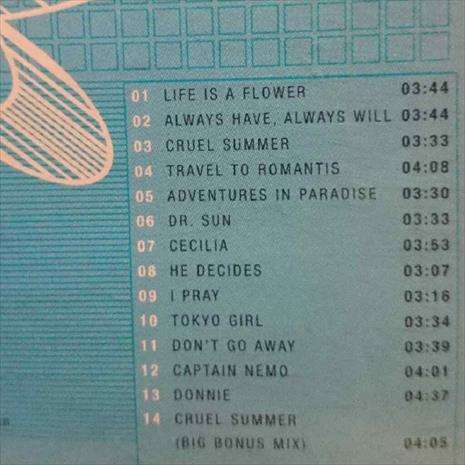 01 LIFE IS A FLOWER 03:44
02 ALWAYS HAVE, ALWAYS WILL 03:44
03 CRUEL SUMMER 03:33
04 TRAVEL TO ROMANTIS 04:08
05 ADVENTURES IN PARADISE 03:30
06 DR. SUN 03:33
07 CECILIA 03:53
08 HE DECIDES 03:07
09 I PRAY 03:16
10 TOKYO GIRL 03:34
11 DON'T GO AWAY 03:39
12 CAPTAIN NEMO 04:01
13 DONNIE 04:37
14 CRUEL SUMMER
(BIG BONUS MIX) 04:05